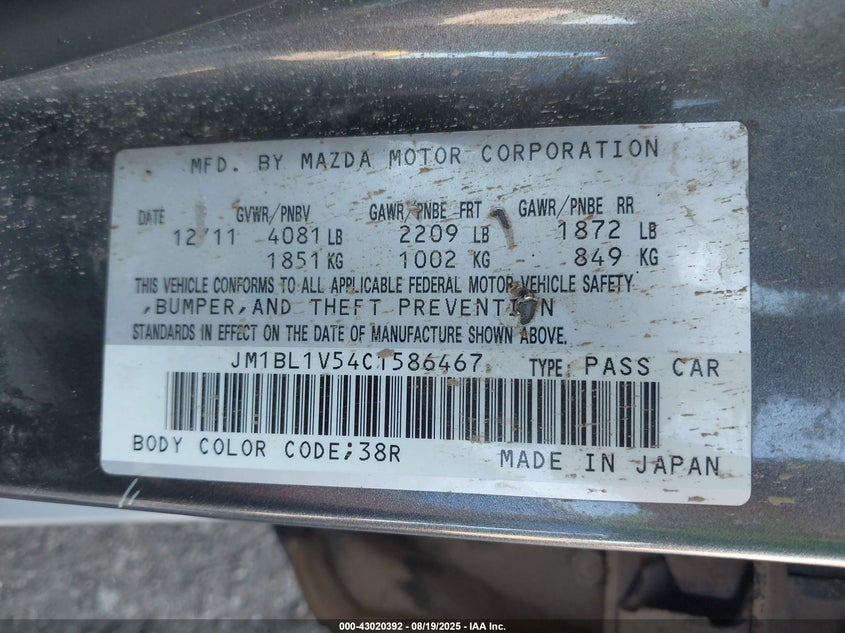 MFD. BY MAZDA MOTOR CORPORATION
DATE GVWR/PNBV GAWR/PNBE FRT GAWR/PNBE RR
12'11 4081 LB 2209 LB 1872 LB
1851 KG 1002 KG 849 KG
THIS VEHICLE CONFORMS TO ALL APPLICABLE FEDERAL MOTOR VEHICLE SAFETY
,BUMPER,AND THEFT PREVENTION
STANDARDS IN EFFECT ON THE DATE OF MANUFACTURE SHOWN ABOVE.
JM1BL1V54C1586467 TYPE: PASS CAR
BODY COLOR CODE;38R MADE IN JAPAN
000-43020392 - 08/19/2025 - IAA Inc.